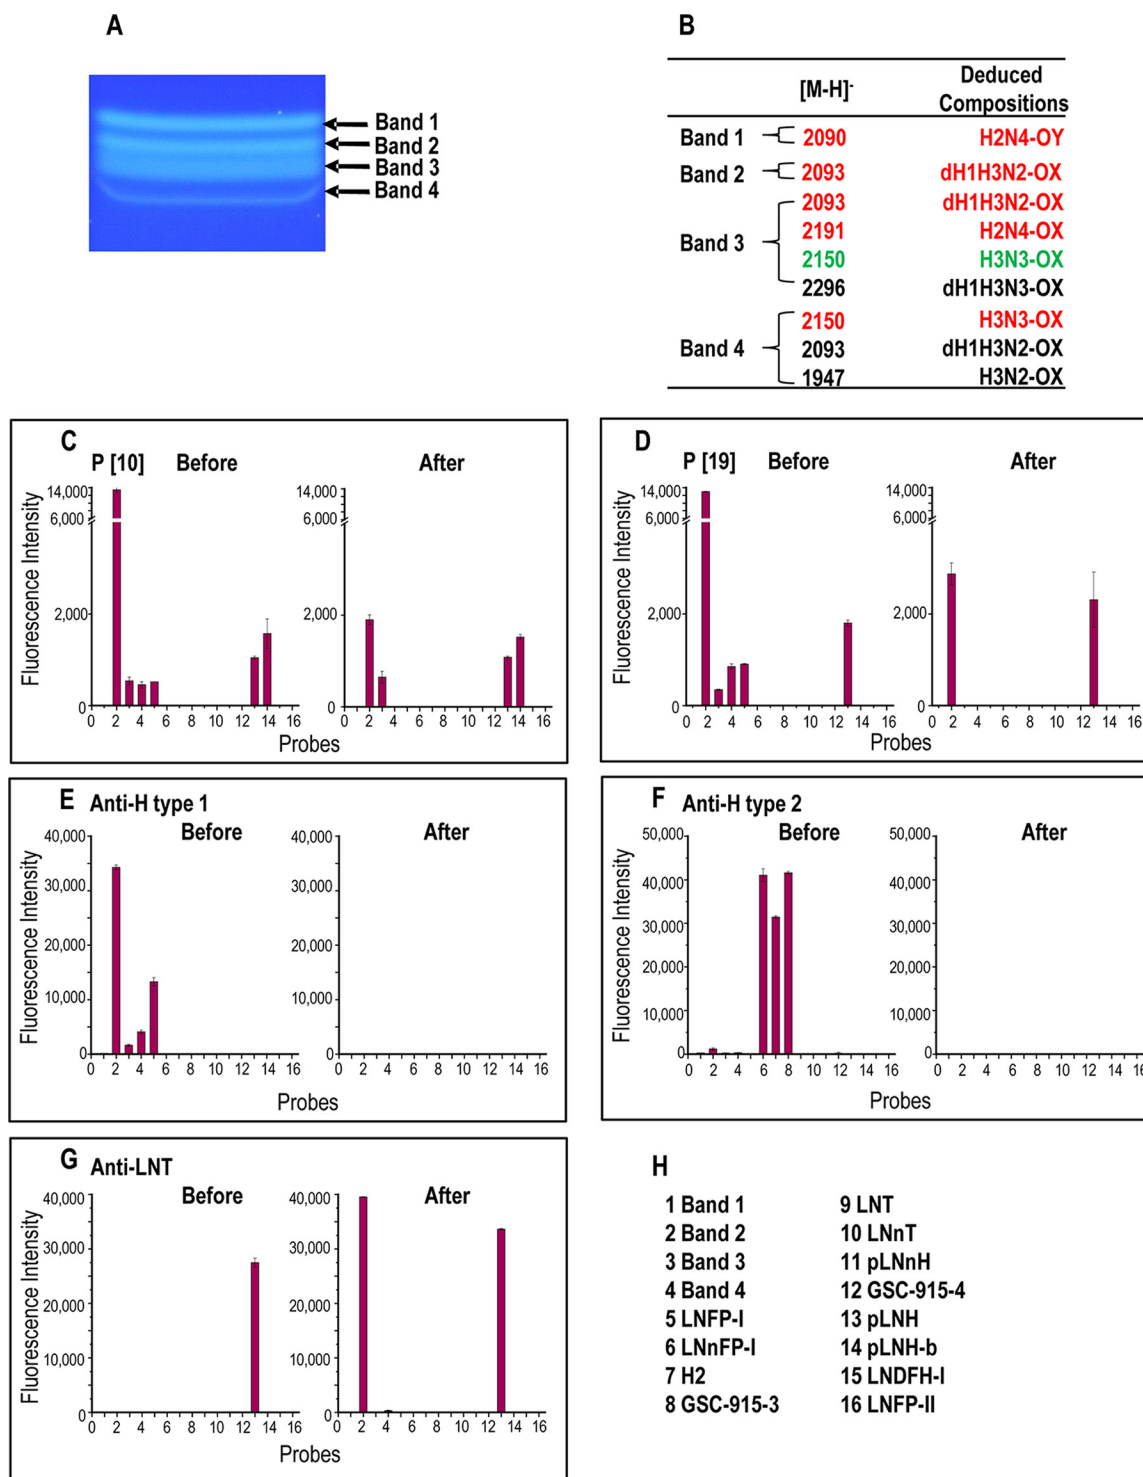 A
Band 1
Band 2
Band 3
Band 4
B
[M-H]-
Deduced
Compositions
Band 1 2090 H2N4-OY
Band 2 2093 dH1H3N2-OX
2093 dH1H3N2-OX
2191 H2N4-OX
Band 3
2150 H3N3-OX
2296 dH1H3N3-OX
2150 H3N3-OX
Band 4 2093 dH1H3N2-OX
1947 H3N2-OX
C
P [10] Before After
Fluorescence Intensity
14,000
6,000
2,000
0
0 2 4 6 8 10 12 14 16
14,000
6,000
2,000
0
0 2 4 6 8 10 12 14 16
Probes
D
P [19] Before After
Fluorescence Intensity
14,000
6,000
2,000
0
0 2 4 6 8 10 12 14 16
14,000
6,000
2,000
0
0 2 4 6 8 10 12 14 16
Probes
E
Anti-H type 1
Before After
Fluorescence Intensity
40,000
30,000
20,000
10,000
0
0 2 4 6 8 10 12 14 16
40,000
30,000
20,000
10,000
0
0 2 4 6 8 10 12 14 16
Probes
F
Anti-H type 2
Before After
Fluorescence Intensity
50,000
40,000
30,000
20,000
10,000
0
0 2 4 6 8 10 12 14 16
50,000
40,000
30,000
20,000
10,000
0
0 2 4 6 8 10 12 14 16
Probes
G
Anti-LNT
Before After
Fluorescence Intensity
40,000
30,000
20,000
10,000
0
0 2 4 6 8 10 12 14 16
40,000
30,000
20,000
10,000
0
0 2 4 6 8 10 12 14 16
Probes
H
1 Band 1
2 Band 2
3 Band 3
4 Band 4
5 LNFP-I
6 LNnFP-I
7 H2
8 GSC-915-3
9 LNT
10 LNnT
11 pLNnH
12 GSC-915-4
13 pLNH
14 pLNH-b
15 LNDFH-I
16 LNFP-II